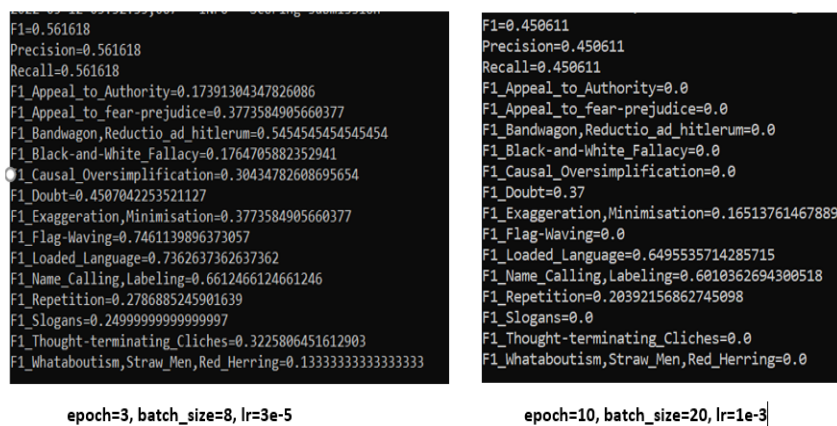 F1=0.561618
Precision=0.561618
Recall=0.561618
F1_Appeal_to_Authority=0.17391304347826086
F1_Appeal_to_fear-prejudice=0.3773584905660377
F1_Bandwagon,Reductio_ad_hitlerum=0.5454545454545454
F1_Black-and-White_Fallacy=0.1764705882352941
F1_Causal_Oversimplification=0.30434782608695654
F1_Doubt=0.4507042253521127
F1_Exaggeration,Minimisation=0.3773584905660377
F1_Flag-Waving=0.7461139896373057
F1_Loaded_Language=0.7362637362637362
F1_Name_Calling,Labeling=0.6612466124661246
F1_Repetition=0.2786885245901639
F1_Slogans=0.24999999999999997
F1_Thought-terminating_Cliches=0.3225806451612903
F1_Whataboutism,Straw_Men,Red_Herring=0.13333333333333333
epoch=3, batch_size=8, lr=3e-5
F1=0.450611
Precision=0.450611
Recall=0.450611
F1_Appeal_to_Authority=0.0
F1_Appeal_to_fear-prejudice=0.0
F1_Bandwagon,Reductio_ad_hitlerum=0.0
F1_Black-and-White_Fallacy=0.0
F1_Causal_Oversimplification=0.0
F1_Doubt=0.37
F1_Exaggeration,Minimisation=0.16513761467889
F1_Flag-Waving=0.0
F1_Loaded_Language=0.6495535714285715
F1_Name_Calling,Labeling=0.6010362694300518
F1_Repetition=0.20392156862745098
F1_Slogans=0.0
F1_Thought-terminating_Cliches=0.0
F1_Whataboutism,Straw_Men,Red_Herring=0.0
epoch=10, batch_size=20, lr=1e-3